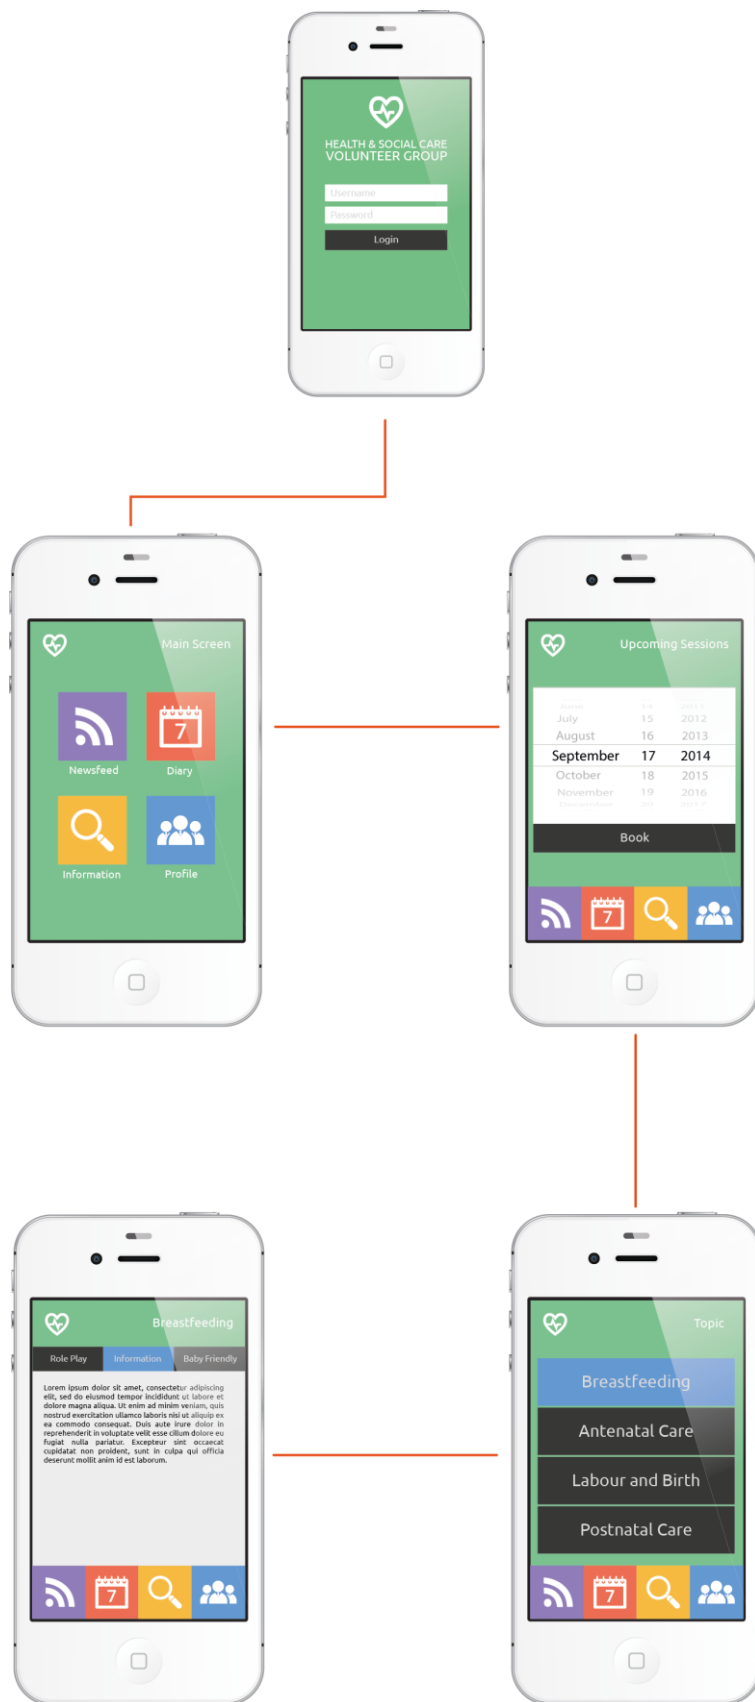 HEALTH & SOCIAL CARE
VOLUNTEER GROUP
Username
Password
Login
Main Screen
7
Newsfeed
Diary
Information
Profile
Upcoming Sessions
June 14 2011
July 15 2012
August 16 2013
September 17 2014
October 18 2015
November 19 2016
December 20 2017
Book
7
Breastfeeding
Role Play
Information
Baby Friendly
Lorem ipsum dolor sit amet, consectetur adipiscing
elit, sed do eiusmod tempor incididunt ut labore et
dolore magna aliqua. Ut enim ad minim veniam, quis
nostrud exercitation ullamco laboris nisi ut aliquip ex
ea commodo consequat. Duis aute irure dolor in
reprehenderit in voluptate velit esse cillum dolore eu
fugiat nulla pariatur. Excepteur sint occaecat
cupidatat non proident, sunt in culpa qui officia
deserunt mollit anim id est laborum.
7
Topic
Breastfeeding
Antenatal Care
Labour and Birth
Postnatal Care
7